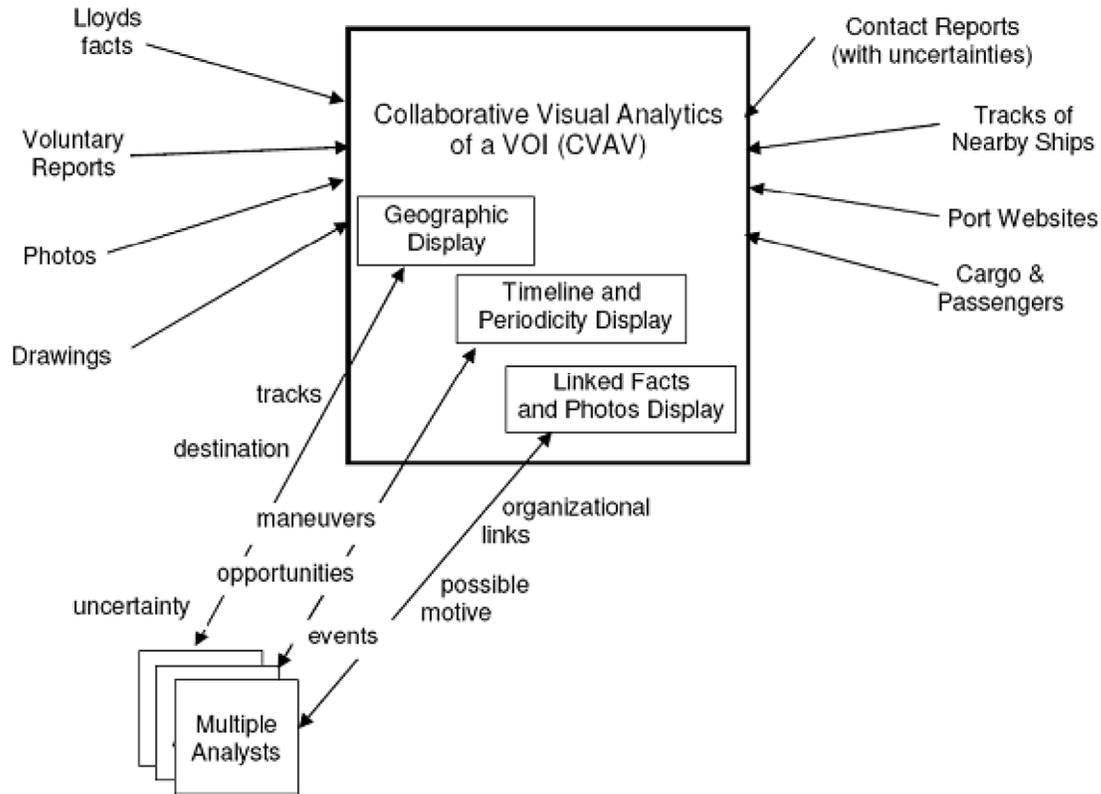 Lloyds
facts
Voluntary
Reports
Photos
Drawings
Contact Reports
(with uncertainties)
Tracks of
Nearby Ships
Port Websites
Cargo &
Passengers
Collaborative Visual Analytics
of a VOI (CVAV)
Geographic
Display
Timeline and
Periodicity Display
Linked Facts
and Photos Display
tracks
destination
maneuvers
opportunities
uncertainty
events
organizational
links
possible
motive
Multiple
Analysts